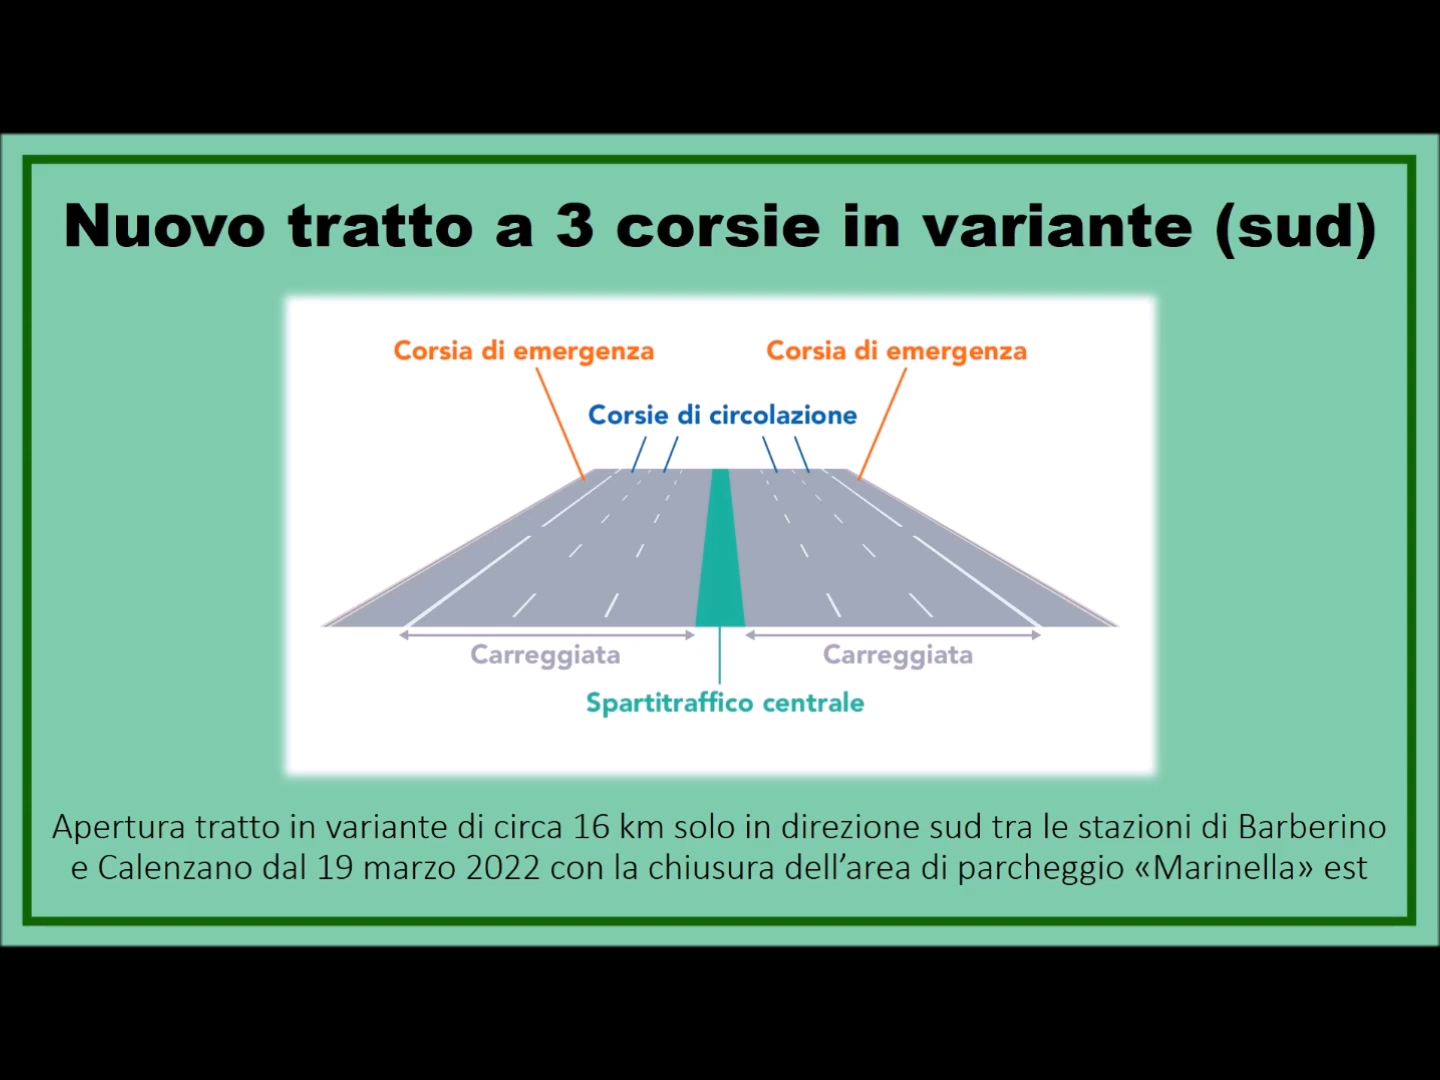 Nuovo tratto a 3 corsie in variante (sud)
Corsia di emergenza
Corsia di emergenza
Corsie di circolazione
Carreggiata
Carreggiata
Spartitraffico centrale
Apertura tratto in variante di circa 16 km solo in direzione sud tra le stazioni di Barberino
e Calenzano dal 19 marzo 2022 con la chiusura dell’area di parcheggio «Marinella» est